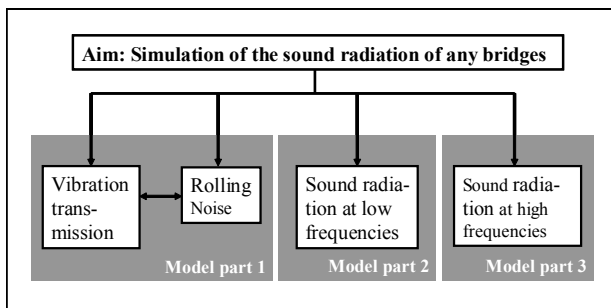 Aim: Simulation of the sound radiation of any bridges
Vibration
trans-
mission
Rolling
Noise
Model part 1
Sound radia-
tion at low
frequencies
Model part 2
Sound radia-
tion at high
frequencies
Model part 3